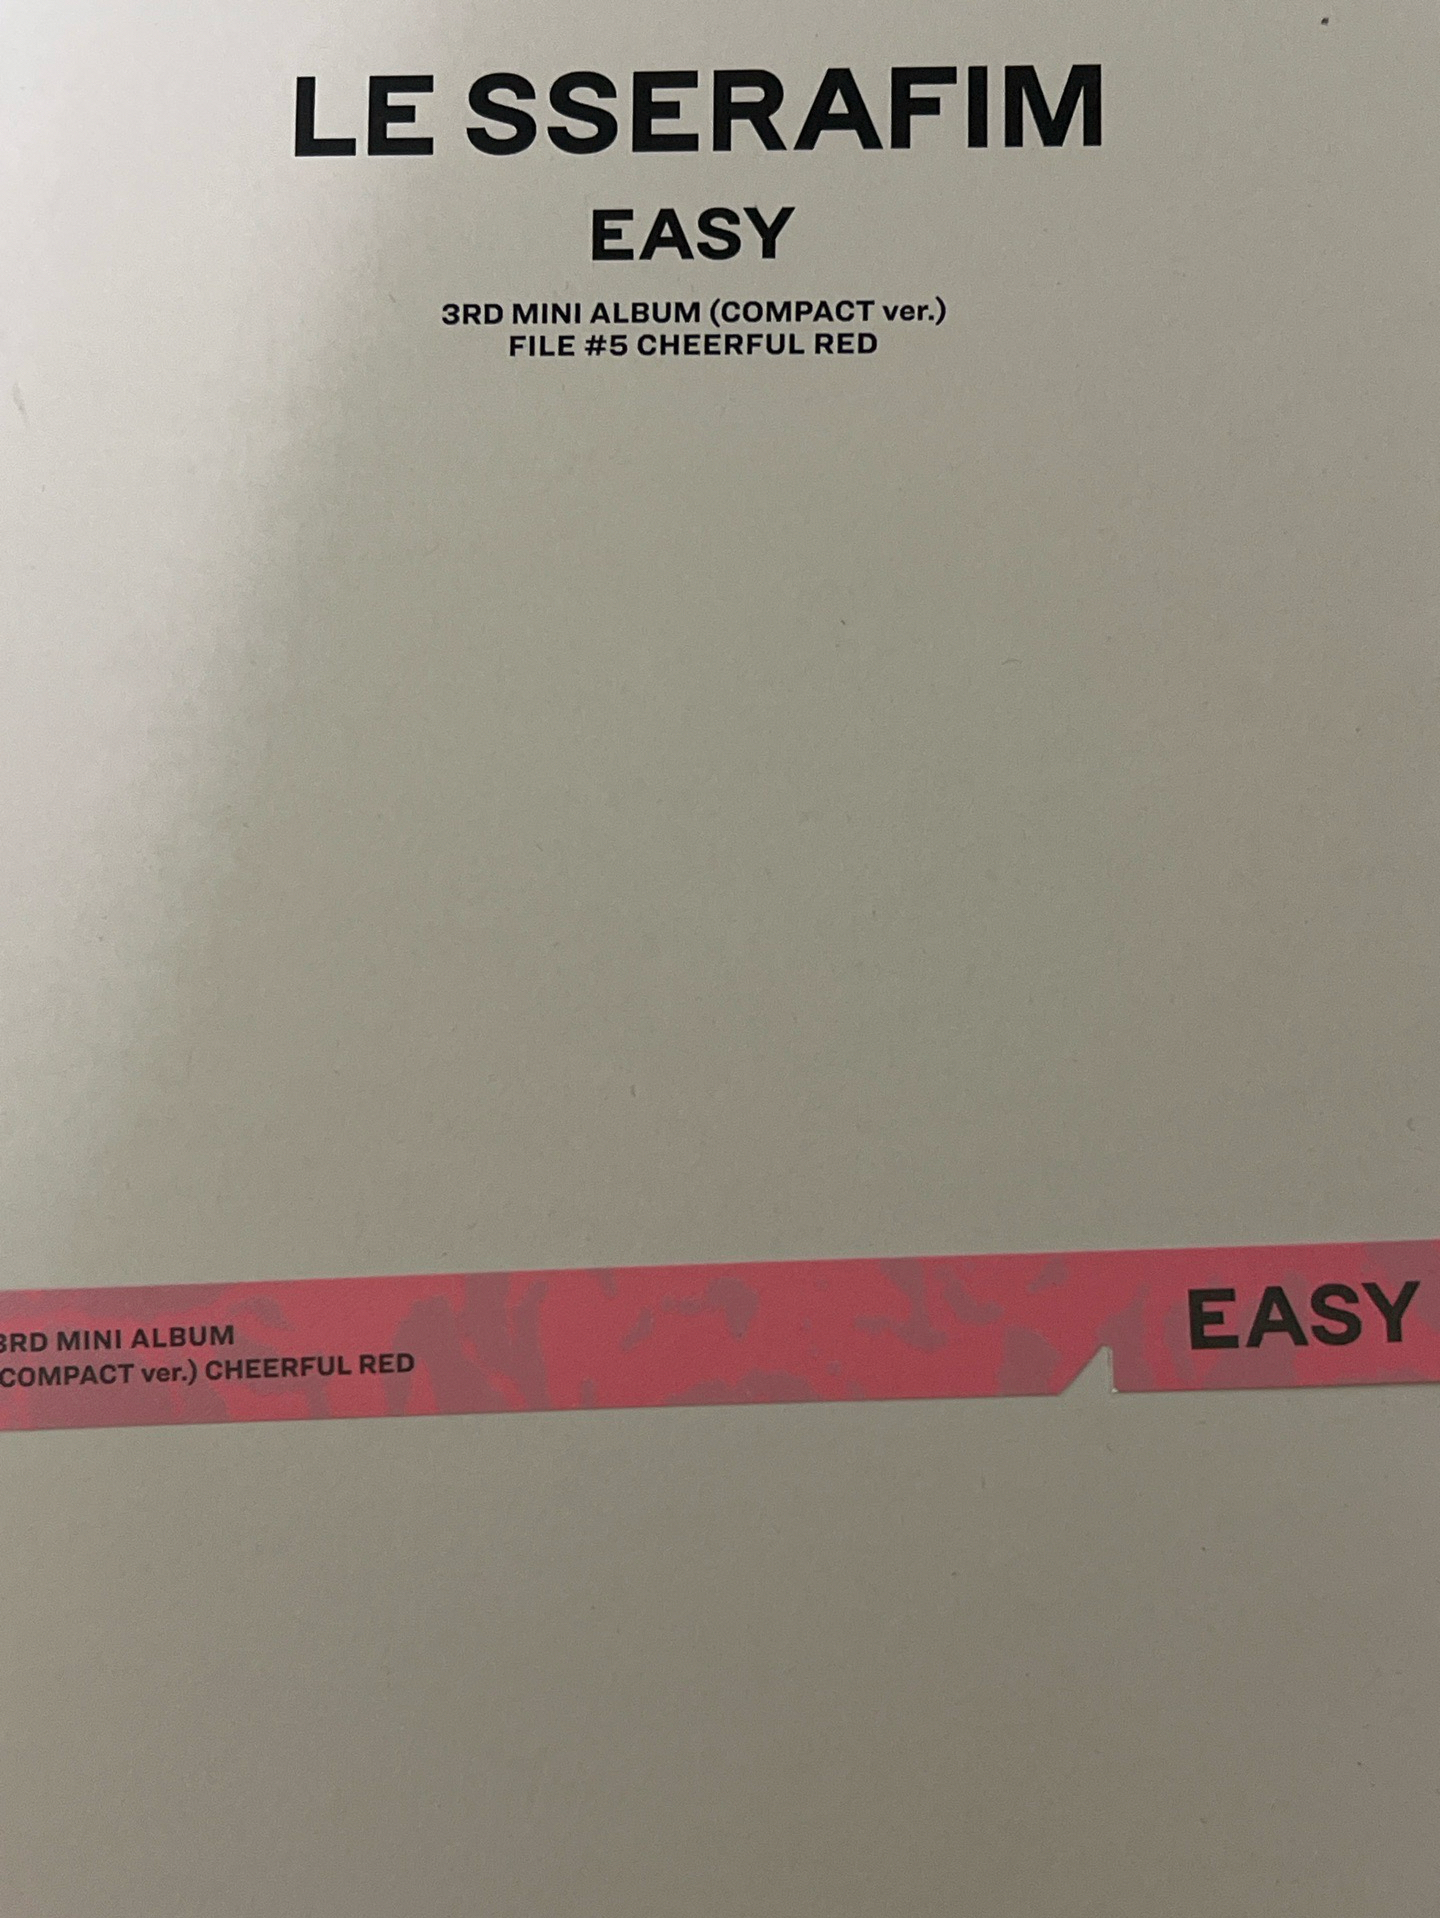 LE SSERAFIM
EASY
3RD MINI ALBUM (COMPACT ver.)
FILE #5 CHEERFUL RED
3RD MINI ALBUM
(COMPACT ver.) CHEERFUL RED
EASY